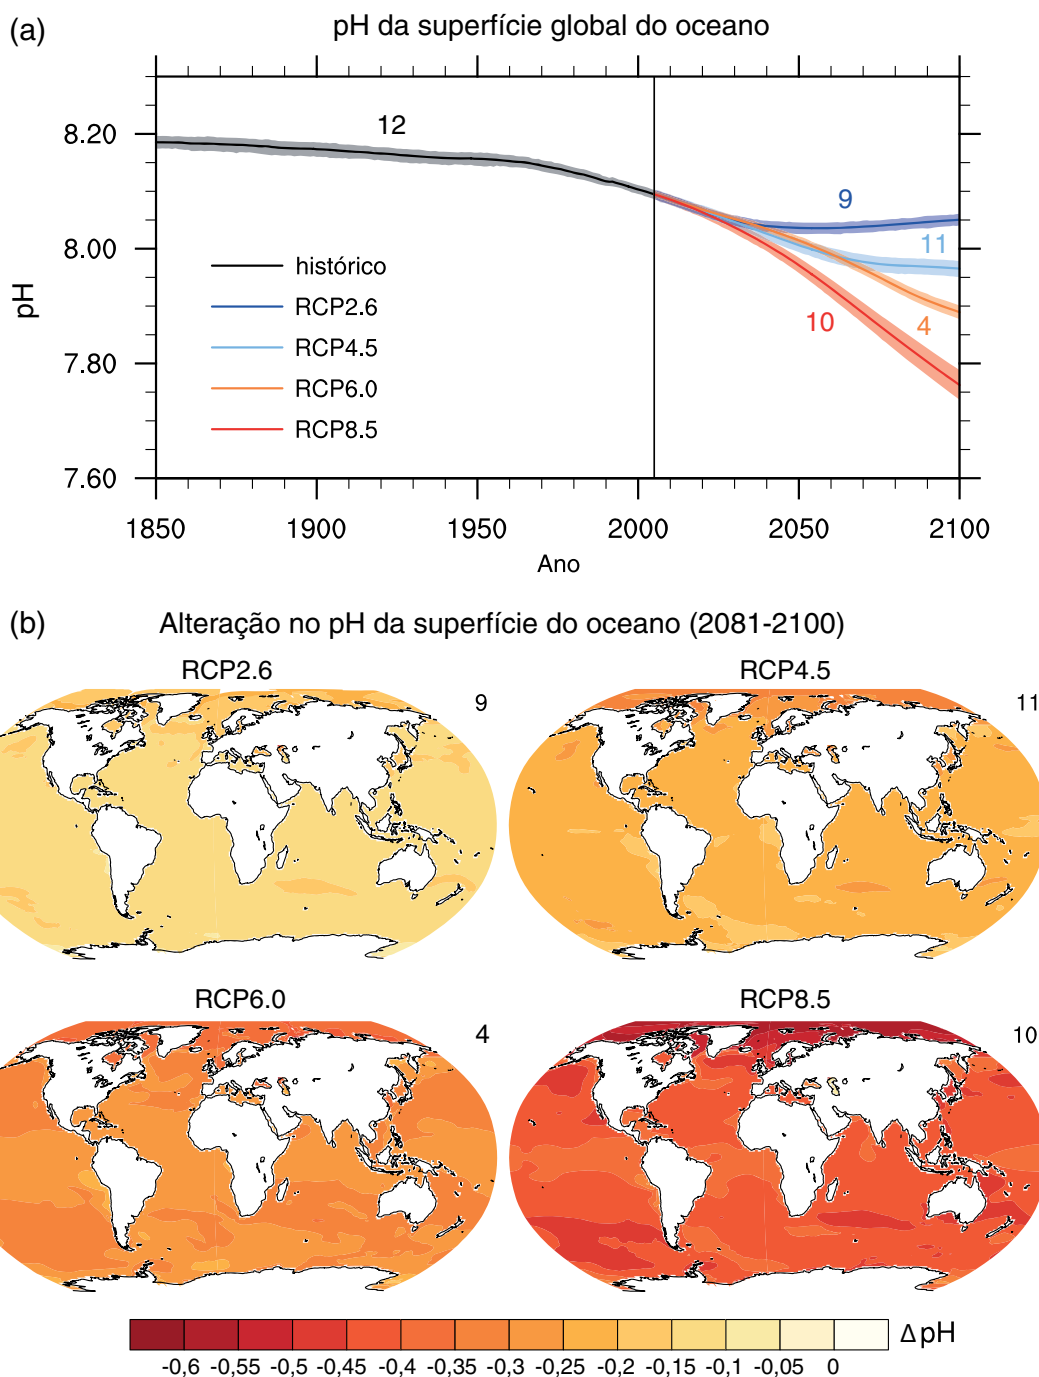 (a)
pH da superfície global do oceano
8.20
8.00
7.80
7.60
pH
12
9
11
4
10
histórico
RCP2.6
RCP4.5
RCP6.0
RCP8.5
1850 1900 1950 2000 2050 2100
Ano
(b)
Alteração no pH da superfície do oceano (2081-2100)
RCP2.6
9
RCP4.5
11
RCP6.0
4
RCP8.5
10
-0,6 -0,55 -0,5 -0,45 -0,4 -0,35 -0,3 -0,25 -0,2 -0,15 -0,1 -0,05 0
Δ pH